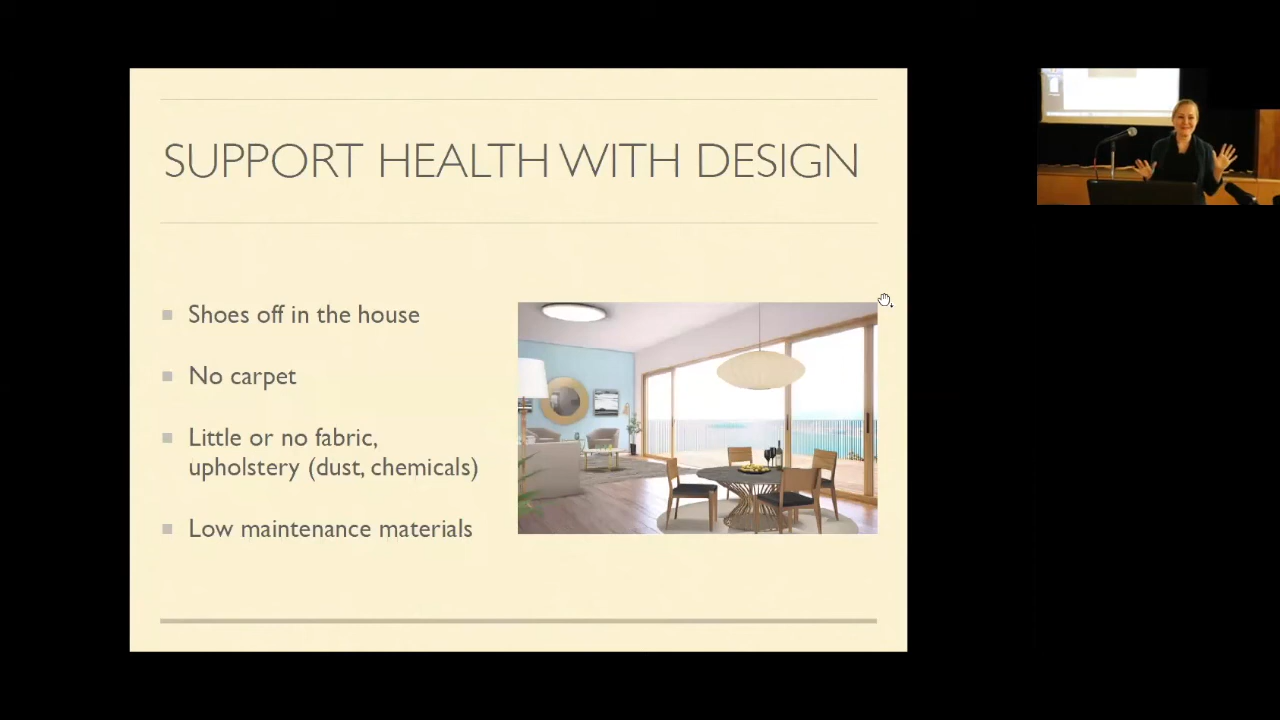 SUPPORT HEALTH WITH DESIGN
Shoes off in the house
No carpet
Little or no fabric,
upholstery (dust, chemicals)
Low maintenance materials